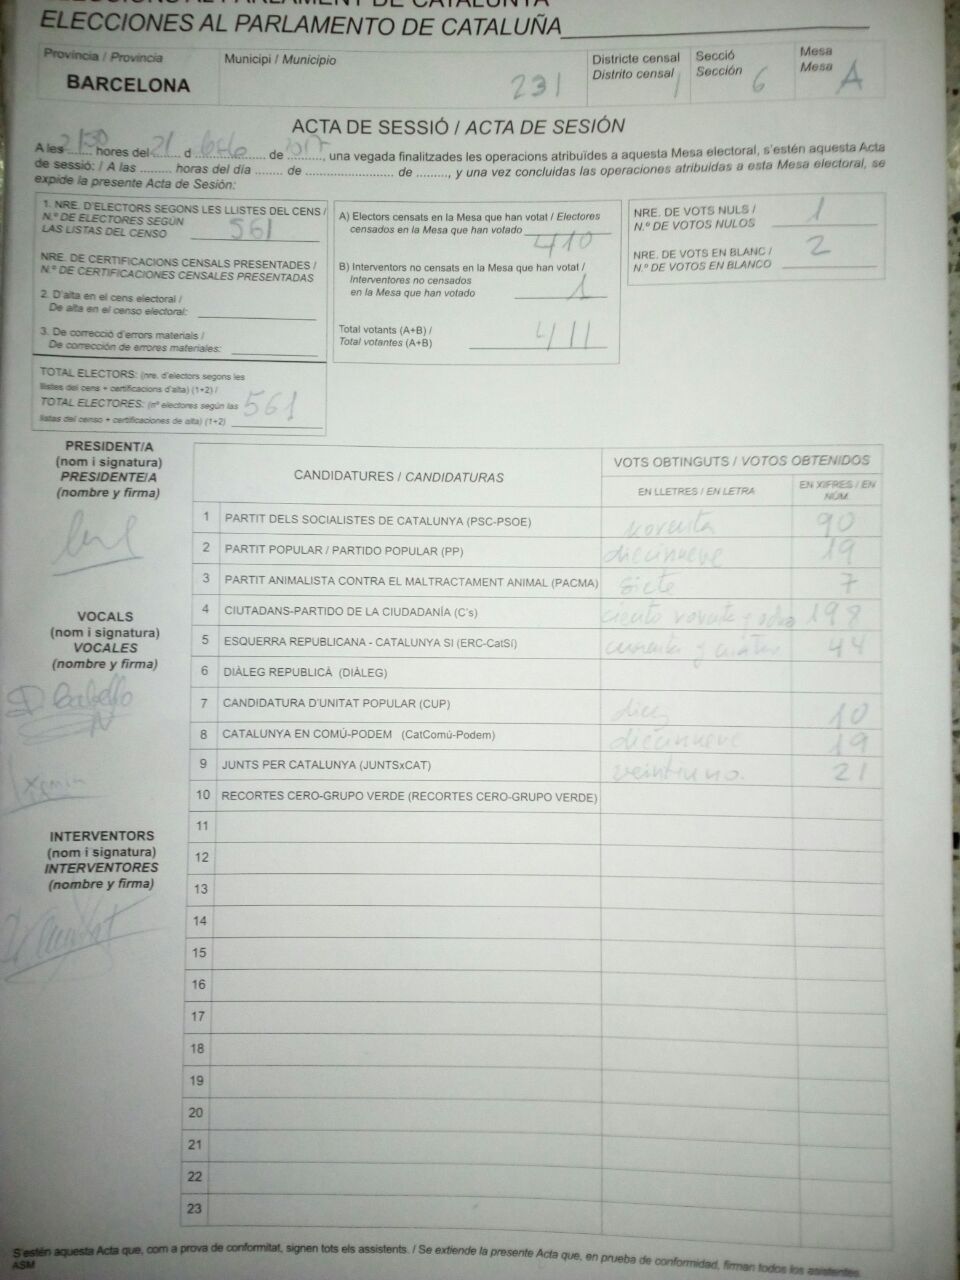 ELECCIONS AL PARLAMENT DE CATALUNYA
ELECCIONES AL PARLAMENTO DE CATALUÑA
Província / Provincia
BARCELONA
Municipi / Municipio
231
Districte censal
Distrito censal 1
Secció
Sección 6
Mesa
Mesa A
ACTA DE SESSIÓ / ACTA DE SESIÓN
A les ........ hores del 21 d ................ de 2017, una vegada finalitzades les operacions atribuïdes a aquesta Mesa electoral, s'estén aquesta Acta
de sessió: / A las ......... horas del día ....... de ......................... de ........., y una vez concluidas las operaciones atribuidas a esta Mesa electoral, se
expide la presente Acta de Sesión:
1. NRE. D'ELECTORS SEGONS LES LLISTES DEL CENS /
N.º DE ELECTORES SEGÚN
LAS LISTAS DEL CENSO 561
NRE. DE CERTIFICACIONS CENSALS PRESENTADES /
N.º DE CERTIFICACIONES CENSALES PRESENTADAS
2. D'alta en el cens electoral /
De alta en el censo electoral:
3. De correcció d'errors materials /
De corrección de errores materiales:
TOTAL ELECTORS: (nre. d'electors segons les
llistes del cens + certificacions d'alta) (1+2) /
TOTAL ELECTORES: (nº electores según las 561
listas del censo + certificaciones de alta) (1+2)
A) Electors censats en la Mesa que han votat / Electores
censados en la Mesa que han votado 410
B) Interventors no censats en la Mesa que han votat /
Interventores no censados
en la Mesa que han votado 1
Total votants (A+B) /
Total votantes (A+B) 411
NRE. DE VOTS NULS /
N.º DE VOTOS NULOS 1
NRE. DE VOTS EN BLANC /
N.º DE VOTOS EN BLANCO 2
PRESIDENT/A
(nom i signatura)
PRESIDENTE/A
(nombre y firma)
VOCALS
(nom i signatura)
VOCALES
(nombre y firma)
INTERVENTORS
(nom i signatura)
INTERVENTORES
(nombre y firma)
CANDIDATURES / CANDIDATURAS
VOTS OBTINGUTS / VOTOS OBTENIDOS
EN LLETRES / EN LETRA
EN XIFRES / EN NÚM.
1 PARTIT DELS SOCIALISTES DE CATALUNYA (PSC-PSOE) noventa 90
2 PARTIT POPULAR / PARTIDO POPULAR (PP) diecinueve 19
3 PARTIT ANIMALISTA CONTRA EL MALTRACTAMENT ANIMAL (PACMA) siete 7
4 CIUTADANS-PARTIDO DE LA CIUDADANÍA (C's) ciento noventa y ocho 198
5 ESQUERRA REPUBLICANA - CATALUNYA SI (ERC-CatSí) cuarenta y cuatro 44
6 DIÀLEG REPUBLICÀ (DIÀLEG)
7 CANDIDATURA D'UNITAT POPULAR (CUP) diez 10
8 CATALUNYA EN COMÚ-PODEM (CatComú-Podem) diecinueve 19
9 JUNTS PER CATALUNYA (JUNTSxCAT) veintiuno. 21
10 RECORTES CERO-GRUPO VERDE (RECORTES CERO-GRUPO VERDE)
11
12
13
14
15
16
17
18
19
20
21
22
23
S'estén aquesta Acta que, com a prova de conformitat, signen tots els assistents. / Se extiende la presente Acta que, en prueba de conformidad, firman todos los asistentes.
ASM